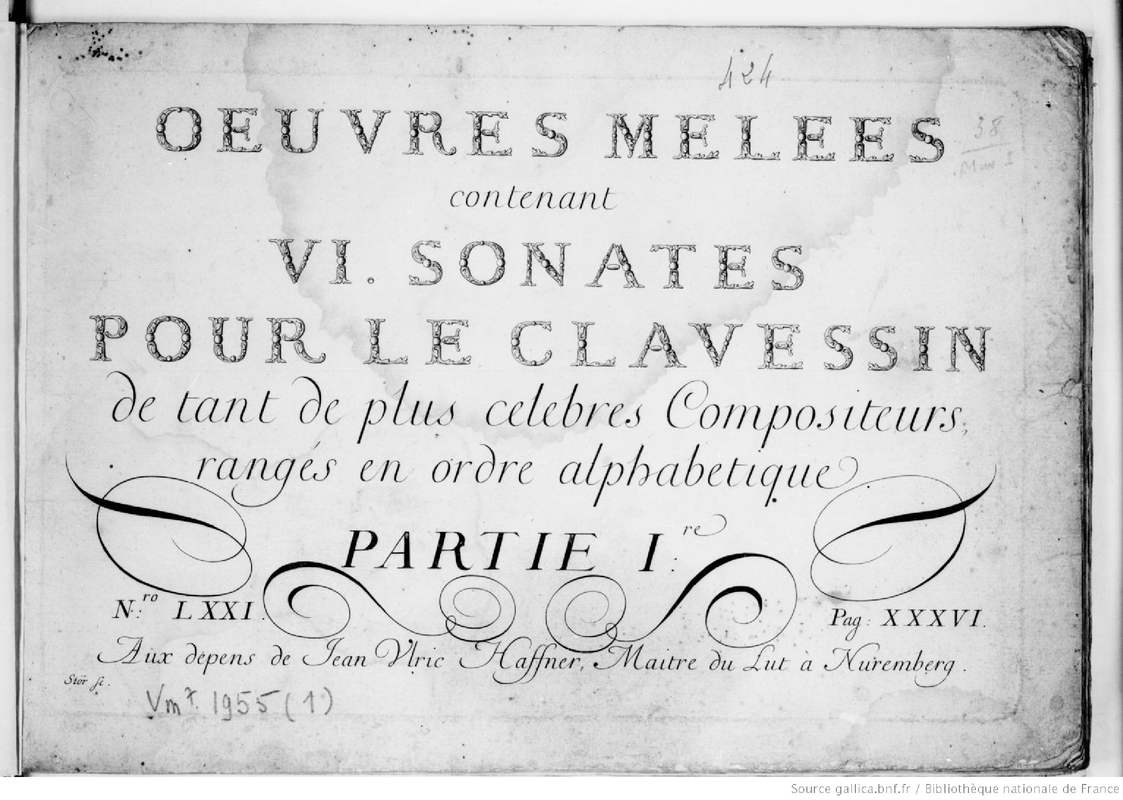 424
OEUVRES MELEES
38
contenant
VI. SONATES
POUR LE CLAVESSIN
de tant de plus celebres Compositeurs,
rangés en ordre alphabetique
PARTIE I.re
N.ro LXXI.
Pag: XXXVI.
Aux depens de Jean Ulric Haffner, Maitre du Lut à Nuremberg.
Stör sc.
Vm7. 1955 (1)
Source gallica.bnf.fr / Bibliothèque nationale de France